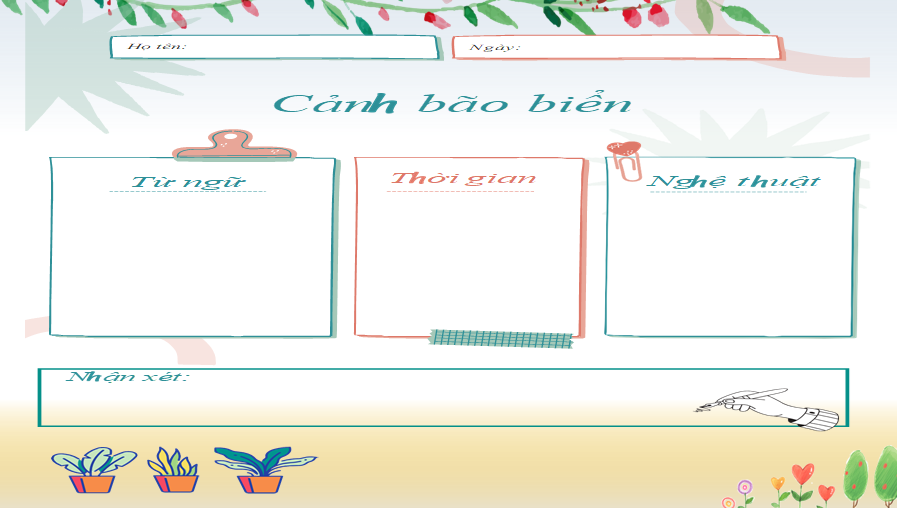 Họ tên:
Ngày:
Cảnh bão biển
Từ ngữ
Thời gian
Nghệ thuật
Nhận xét: